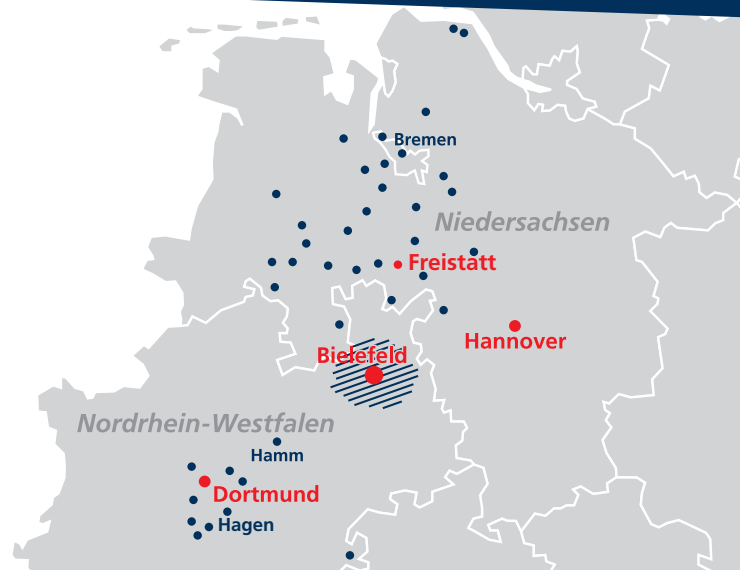 Bremen
Niedersachsen
Freistatt
Hannover
Bielefeld
Nordrhein-Westfalen
Hamm
Dortmund
Hagen